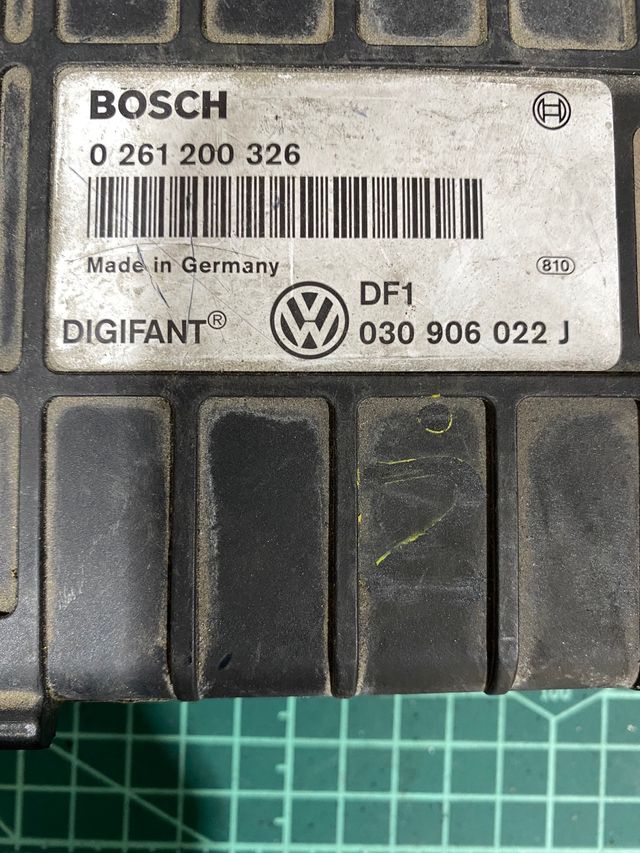 BOSCH
0 261 200 326
Made in Germany
810
DIGIFANT®
DF1
030 906 022 J